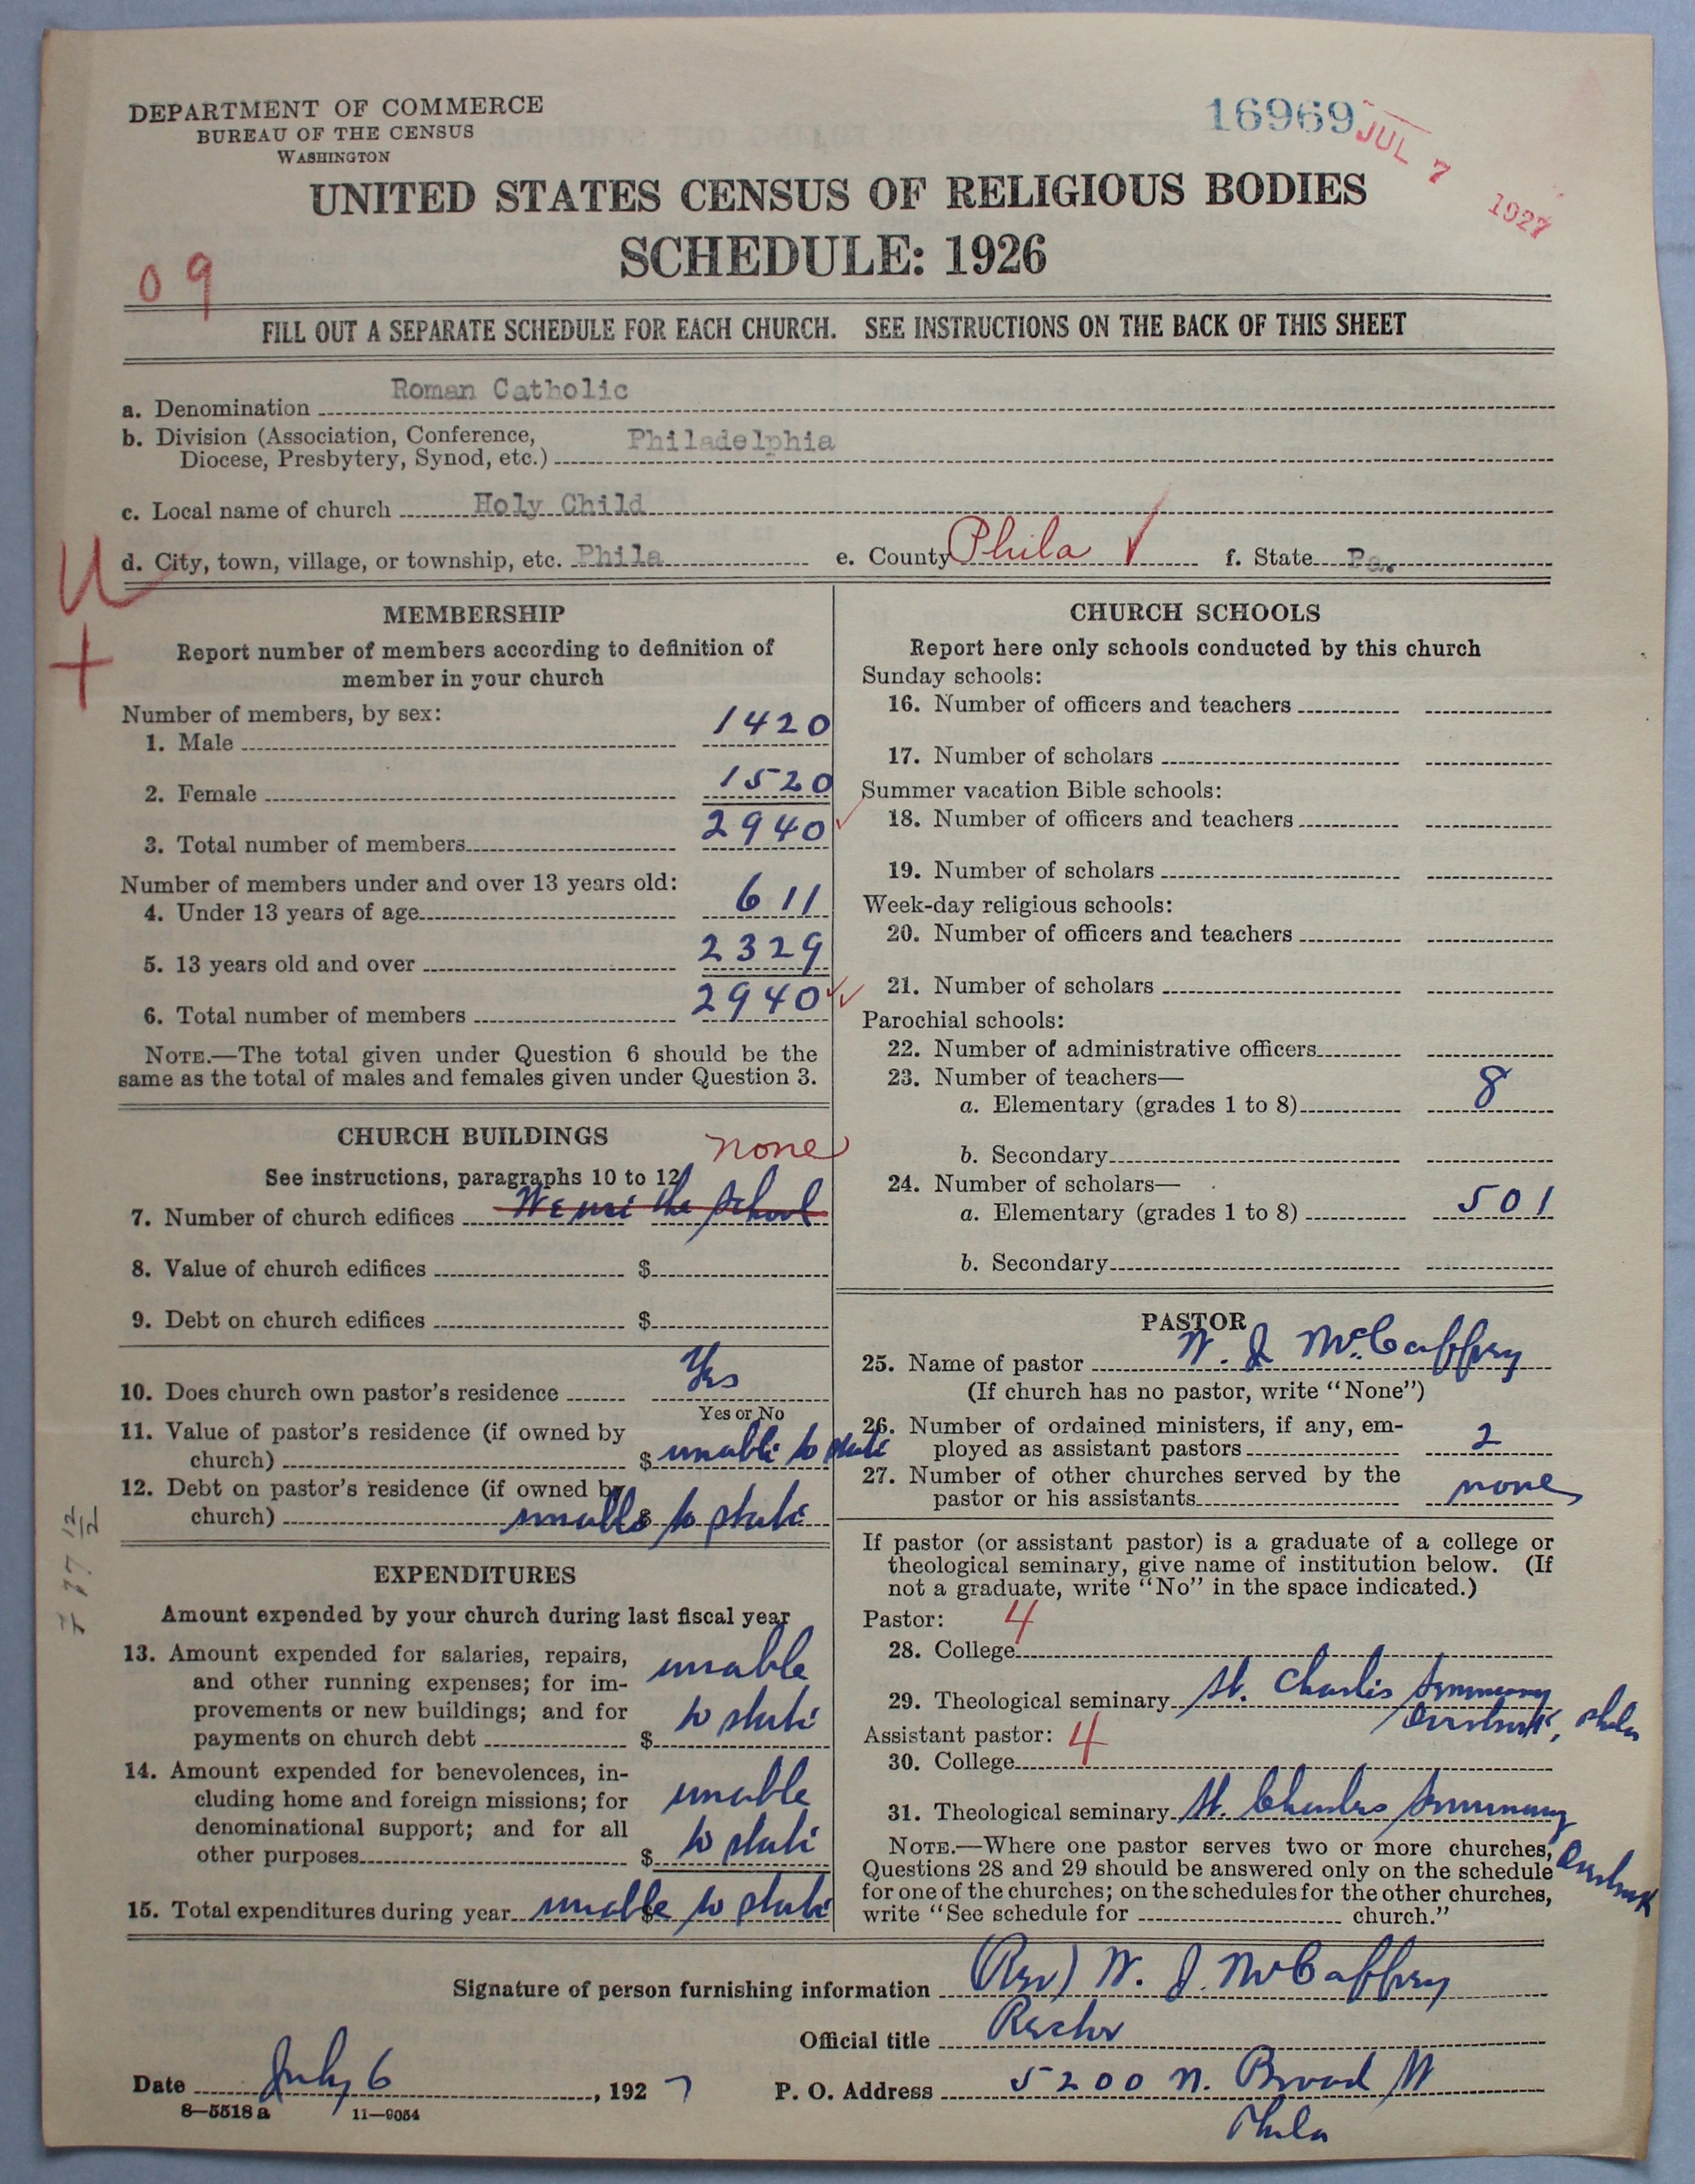 DEPARTMENT OF COMMERCE
BUREAU OF THE CENSUS
WASHINGTON
16969
JUL 7 1927
UNITED STATES CENSUS OF RELIGIOUS BODIES
SCHEDULE: 1926
09
FILL OUT A SEPARATE SCHEDULE FOR EACH CHURCH. SEE INSTRUCTIONS ON THE BACK OF THIS SHEET
a. Denomination Roman Catholic
b. Division (Association, Conference,
Diocese, Presbytery, Synod, etc.) Philadelphia
c. Local name of church Holy Child
d. City, town, village, or township, etc. Phila e. County Phila ✓ f. State Pa.
U
+
MEMBERSHIP
Report number of members according to definition of
member in your church
Number of members, by sex:
1. Male 1420
2. Female 1520
3. Total number of members 2940 ✓
Number of members under and over 13 years old:
4. Under 13 years of age 611
5. 13 years old and over 2329
6. Total number of members 2940 ✓✓
NOTE.—The total given under Question 6 should be the
same as the total of males and females given under Question 3.
CHURCH BUILDINGS
none
See instructions, paragraphs 10 to 12
7. Number of church edifices We use the school
8. Value of church edifices $
9. Debt on church edifices $
10. Does church own pastor's residence Yes
Yes or No
11. Value of pastor's residence (if owned by
church) $ unable to state
12. Debt on pastor's residence (if owned by
church) $ unable to state
EXPENDITURES
Amount expended by your church during last fiscal year
13. Amount expended for salaries, repairs,
and other running expenses; for im-
provements or new buildings; and for
payments on church debt $ unable to state
14. Amount expended for benevolences, in-
cluding home and foreign missions; for
denominational support; and for all
other purposes $ unable to state
15. Total expenditures during year $ unable to state
CHURCH SCHOOLS
Report here only schools conducted by this church
Sunday schools:
16. Number of officers and teachers
17. Number of scholars
Summer vacation Bible schools:
18. Number of officers and teachers
19. Number of scholars
Week-day religious schools:
20. Number of officers and teachers
21. Number of scholars
Parochial schools:
22. Number of administrative officers
23. Number of teachers—
a. Elementary (grades 1 to 8) 8
b. Secondary
24. Number of scholars—
a. Elementary (grades 1 to 8) 501
b. Secondary
PASTOR
25. Name of pastor W. J. McCaffrey
(If church has no pastor, write "None")
26. Number of ordained ministers, if any, em-
ployed as assistant pastors 2
27. Number of other churches served by the
pastor or his assistants none
If pastor (or assistant pastor) is a graduate of a college or
theological seminary, give name of institution below. (If
not a graduate, write "No" in the space indicated.)
Pastor: 4
28. College
29. Theological seminary St. Charles Seminary
Overbrook, Phila
Assistant pastor: 4
30. College
31. Theological seminary St. Charles Seminary
Overbrook
NOTE.—Where one pastor serves two or more churches,
Questions 28 and 29 should be answered only on the schedule
for one of the churches; on the schedules for the other churches,
write "See schedule for church."
Signature of person furnishing information (Rev) W. J. McCaffrey
Official title Rector
Date July 6, 1927 P. O. Address 5200 N. Broad St
Phila
8—5518a 11—9054